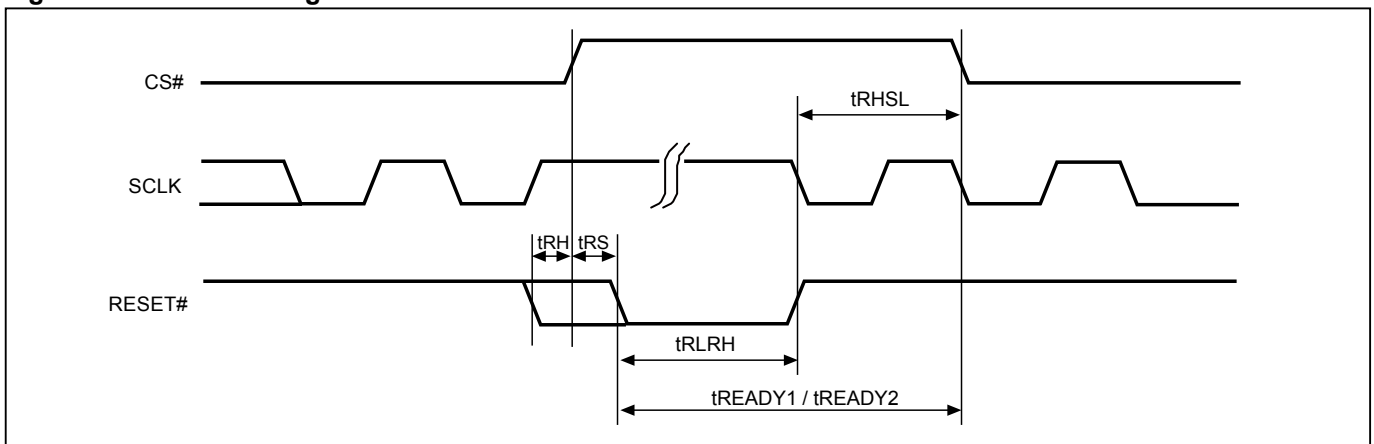 CS#
tRHSL
SCLK
tRH tRS
RESET#
tRLRH
tREADY1 / tREADY2